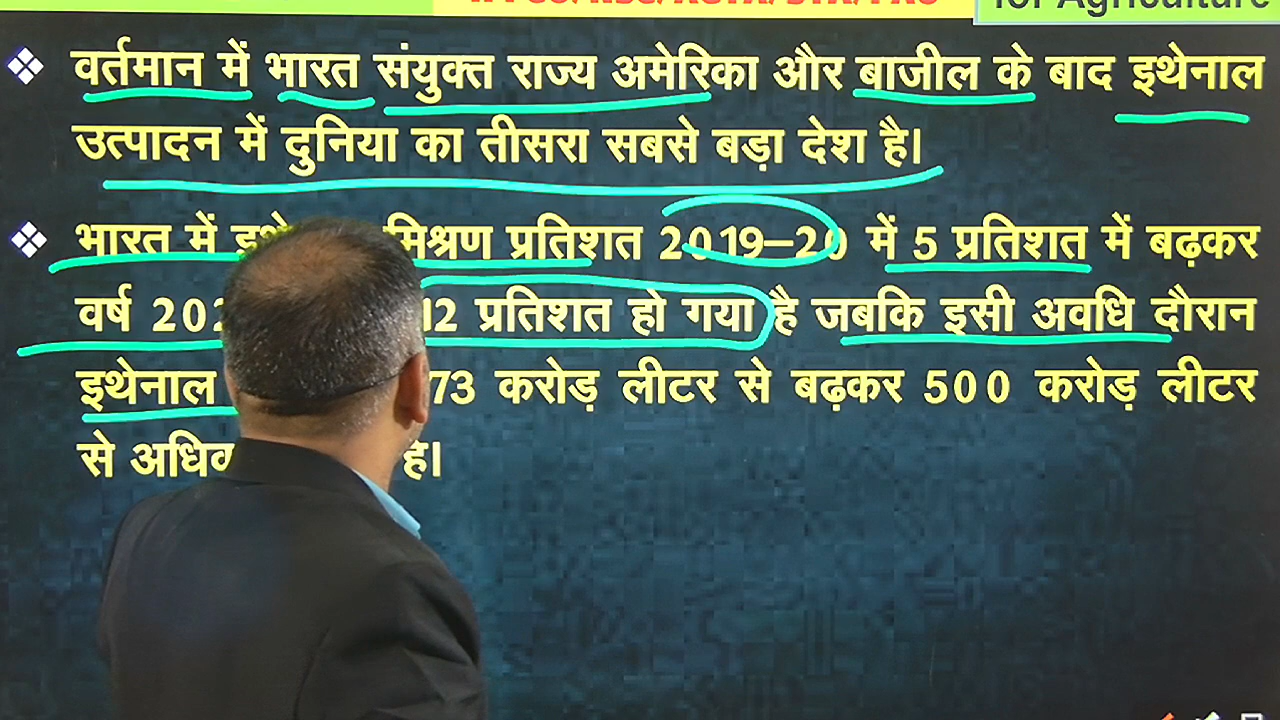 for Agriculture
वर्तमान में भारत संयुक्त राज्य अमेरिका और बाजील के बाद इथेनाल
उत्पादन में दुनिया का तीसरा सबसे बड़ा देश है।
भारत में मिश्रण प्रतिशत 2019–20 में 5 प्रतिशत में बढ़कर
वर्ष 12 प्रतिशत हो गया है जबकि इसी अवधि दौरान
इथेनाल 73 करोड़ लीटर से बढ़कर 500 करोड़ लीटर
से है।